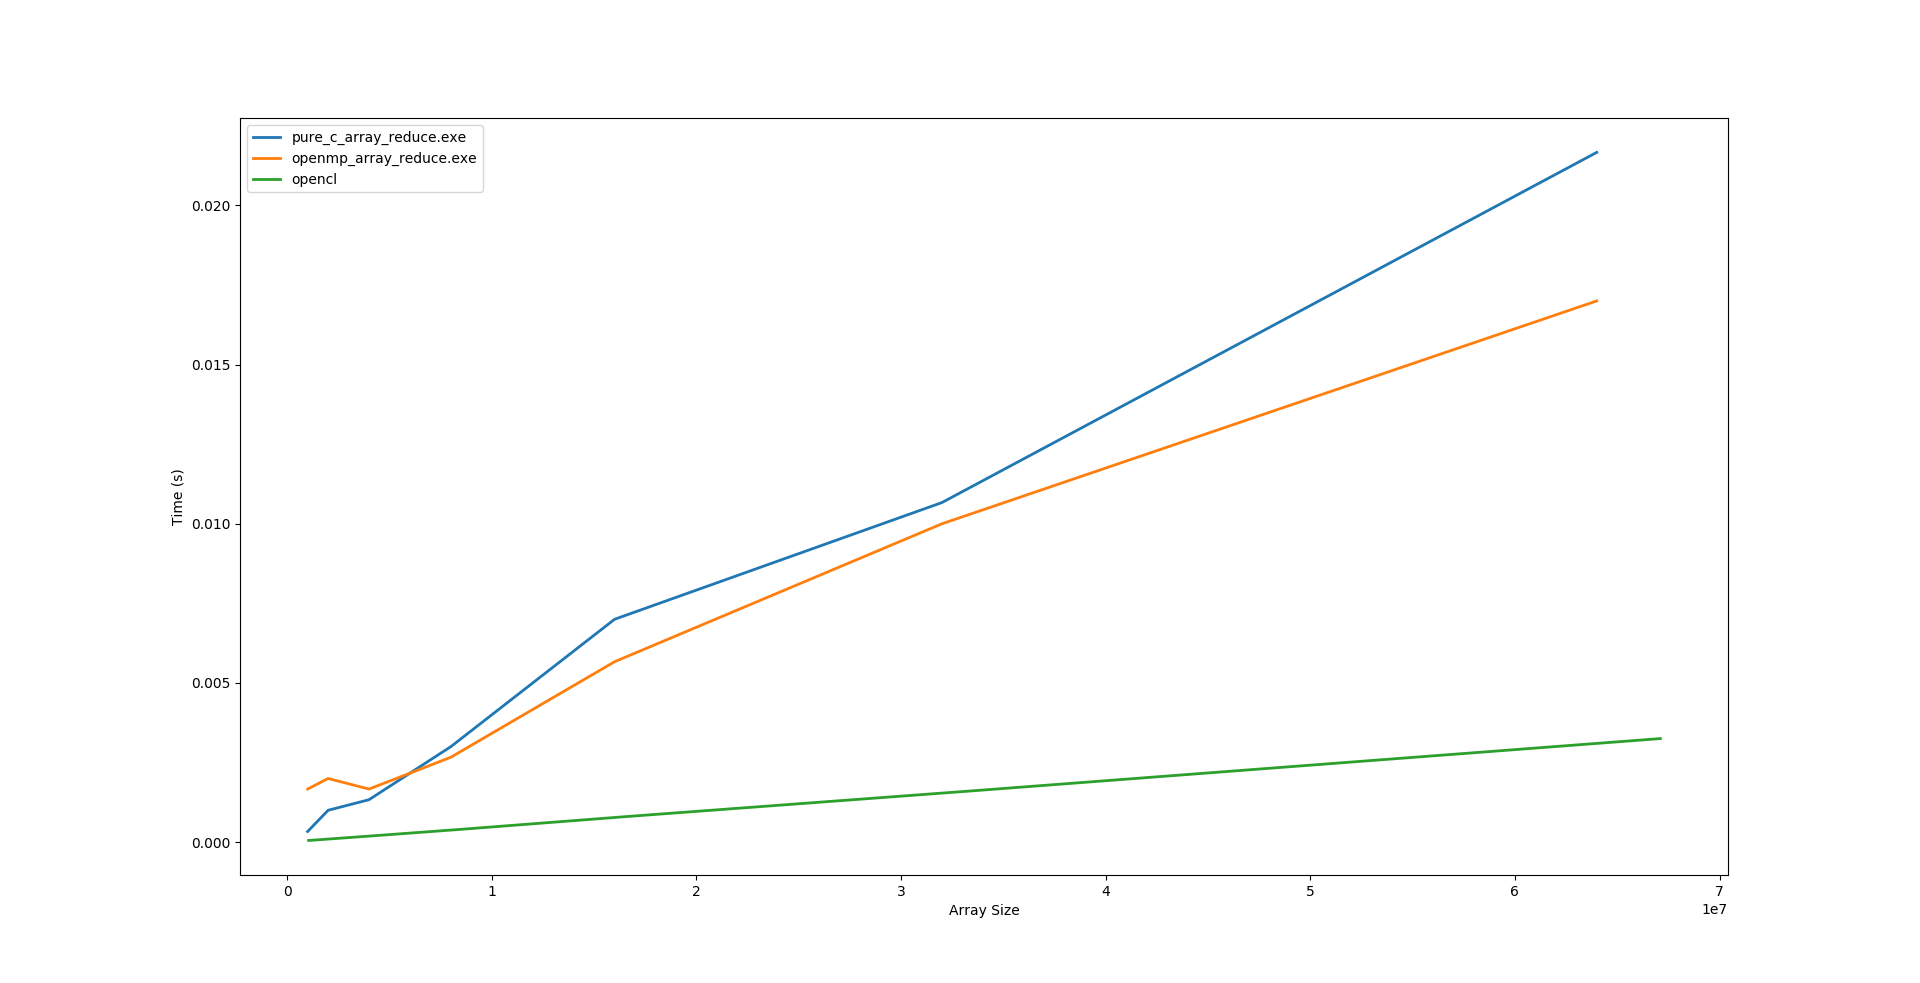 pure_c_array_reduce.exe
openmp_array_reduce.exe
opencl
0.020
0.015
0.010
0.005
0.000
Time (s)
0 1 2 3 4 5 6 7
1e7
Array Size